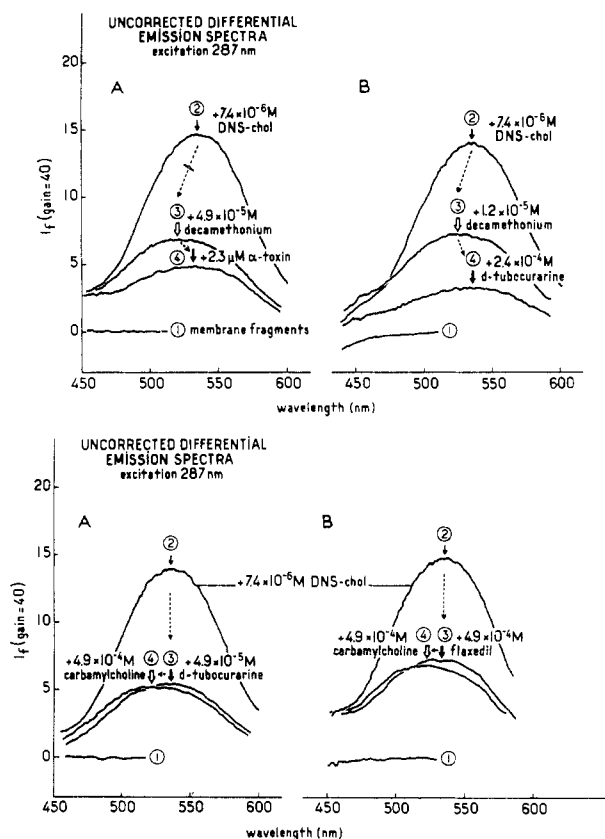 UNCORRECTED DIFFERENTIAL
EMISSION SPECTRA
excitation 287 nm
A
B
I f (gain = 40)
20
15
10
5
0
② +7.4×10⁻⁶M
DNS-chol
③ +4.9×10⁻⁵M
decamethonium
④ +2.3 μM α-toxin
① membrane fragments
② +7.4×10⁻⁶M
DNS-chol
③ +1.2×10⁻⁵M
decamethonium
④ +2.4×10⁻⁴M
d-tubocurarine
①
450 500 550 600 450 500 550 600
wavelength (nm)
UNCORRECTED DIFFERENTIAL
EMISSION SPECTRA
excitation 287 nm
A
B
I f (gain = 40)
20
15
10
5
0
②
②
+7.4×10⁻⁶M DNS-chol
+4.9×10⁻⁴M ④ ③ +4.9×10⁻⁵M
carbamylcholine d-tubocurarine
+4.9×10⁻⁴M ④ ③ +4.9×10⁻⁴M
carbamylcholine flaxedil
①
①
450 500 550 600 450 500 550 600
wavelength (nm)